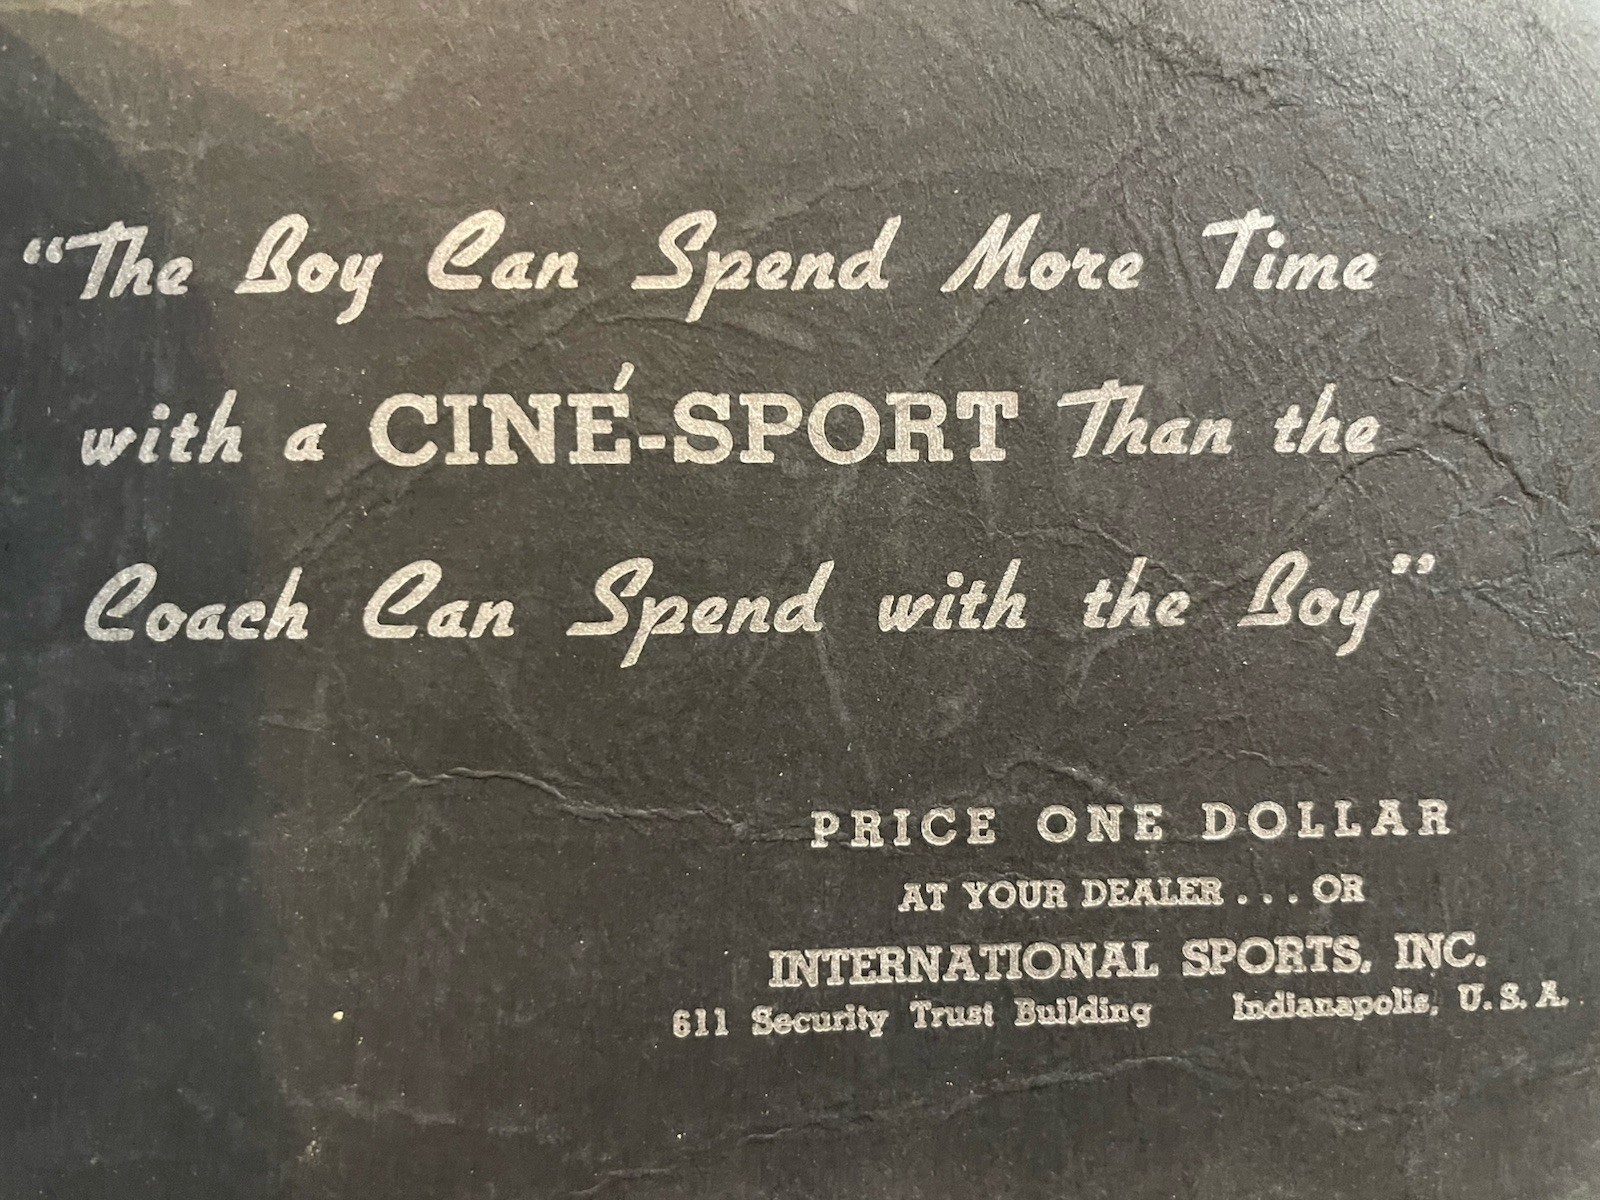 “The Boy Can Spend More Time
with a CINÉ-SPORT Than the
Coach Can Spend with the Boy”
PRICE ONE DOLLAR
AT YOUR DEALER . . . OR
INTERNATIONAL SPORTS, INC.
611 Security Trust Building Indianapolis, U. S. A.